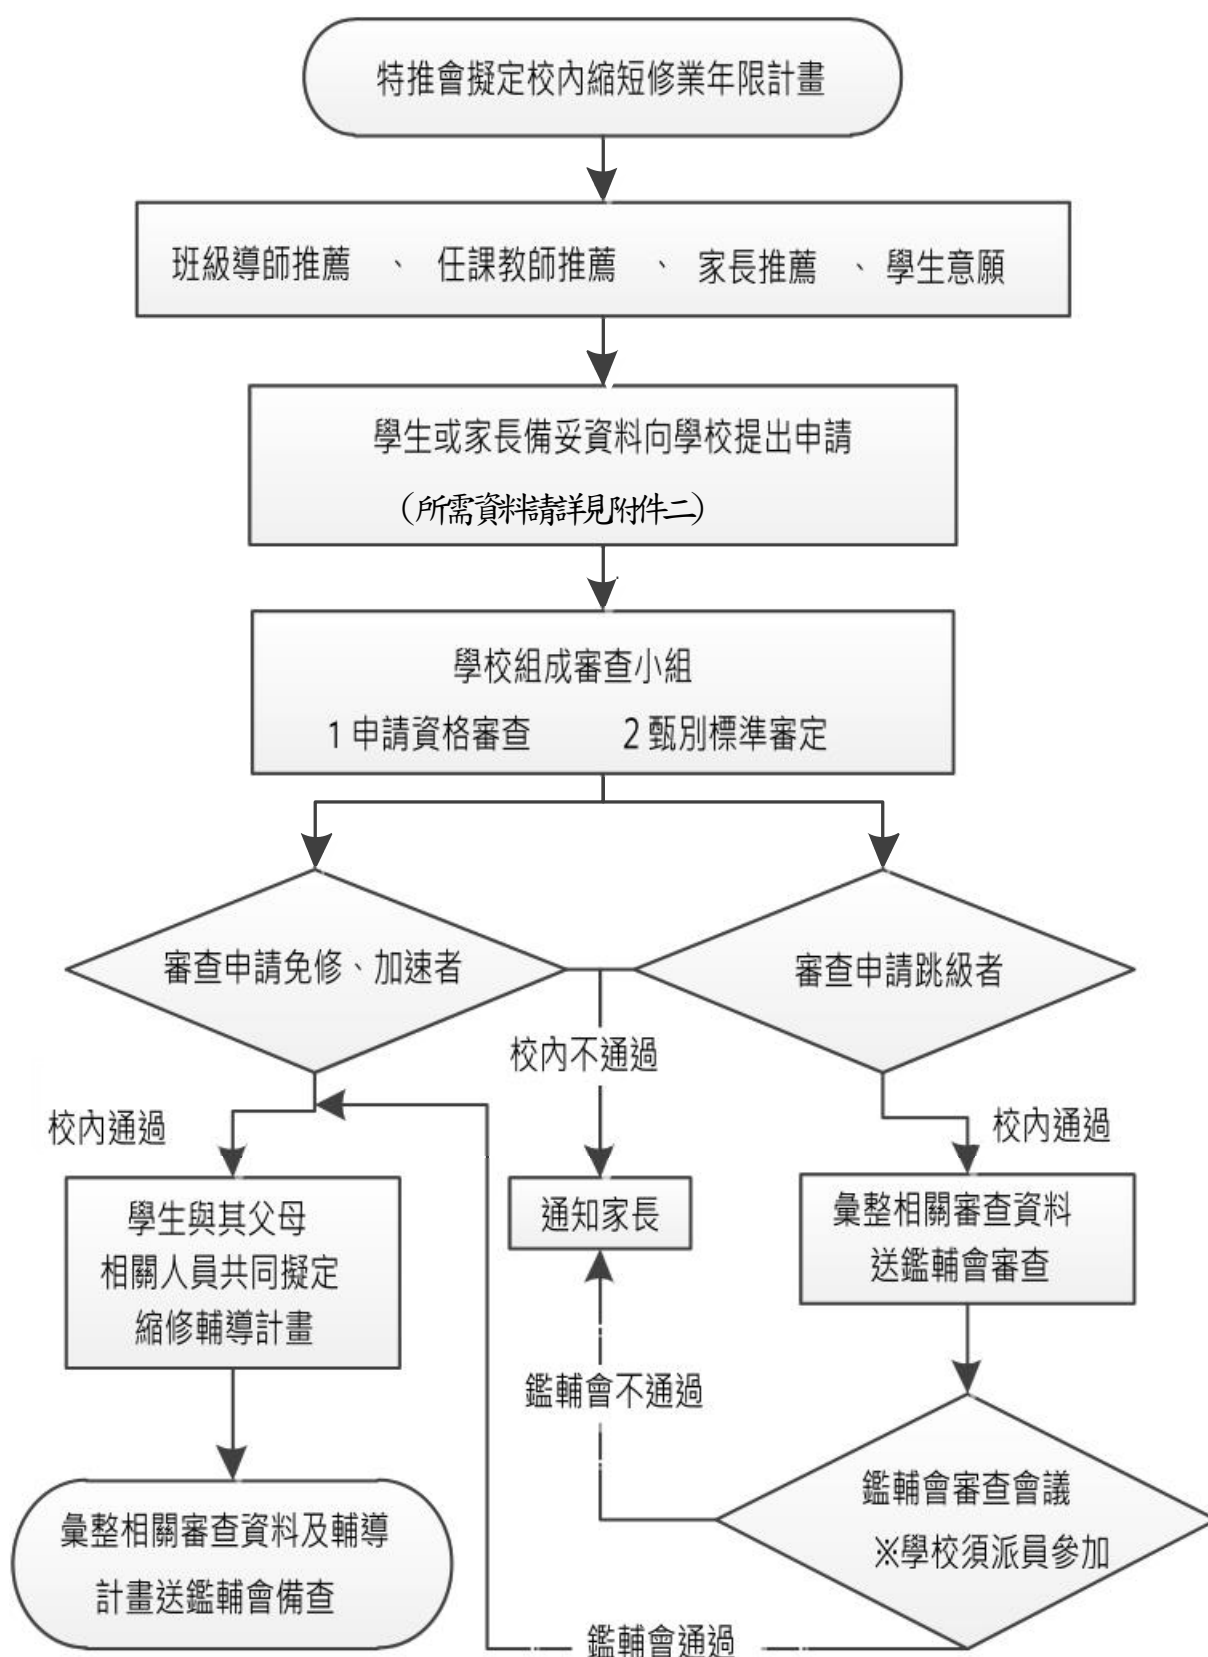 特推會擬定校內縮短修業年限計畫
班級導師推薦 、 任課教師推薦 、 家長推薦 、 學生意願
學生或家長備妥資料向學校提出申請
(所需資料請詳見附件二)
學校組成審查小組
1 申請資格審查 2 甄別標準審定
審查申請免修、加速者
審查申請跳級者
校內不通過
校內通過
校內通過
學生與其父母
相關人員共同擬定
縮修輔導計畫
通知家長
彙整相關審查資料
送鑑輔會審查
鑑輔會不通過
鑑輔會審查會議
※學校須派員參加
彙整相關審查資料及輔導
計畫送鑑輔會備查
鑑輔會通過